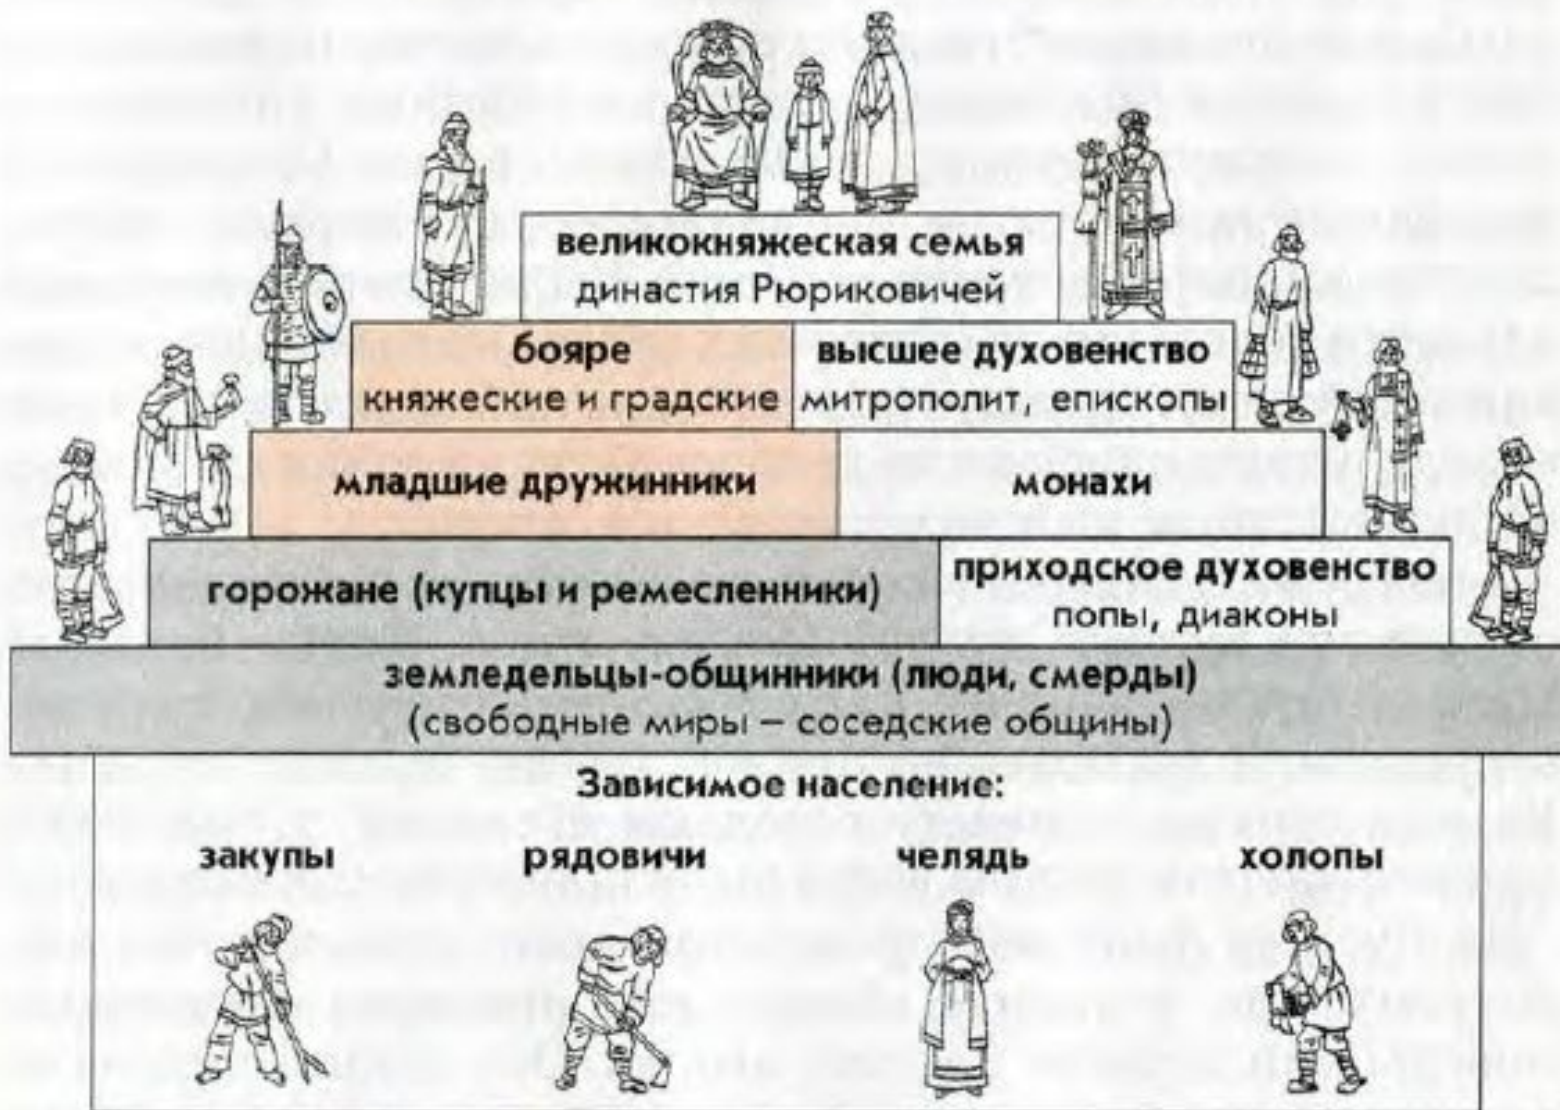 великокняжеская семья
династия Рюриковичей
бояре
княжеские и градские
высшее духовенство
митрополит, епископы
младшие дружинники
монахи
горожане (купцы и ремесленники)
приходское духовенство
попы, диаконы
земледельцы-общинники (люди, смерды)
(свободные миры – соседские общины)
Зависимое население:
закупы
рядовичи
челядь
холопы